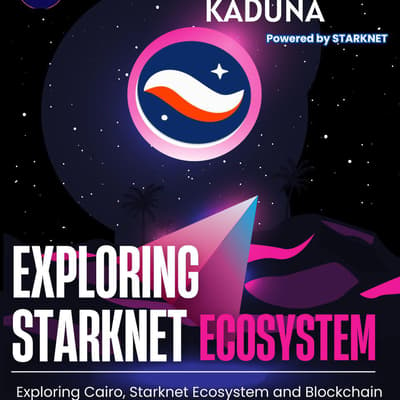 KADUNA
Powered by STARKNET
EXPLORING
STARKNET ECOSYSTEM
Exploring Cairo, Starknet Ecosystem and Blockchain